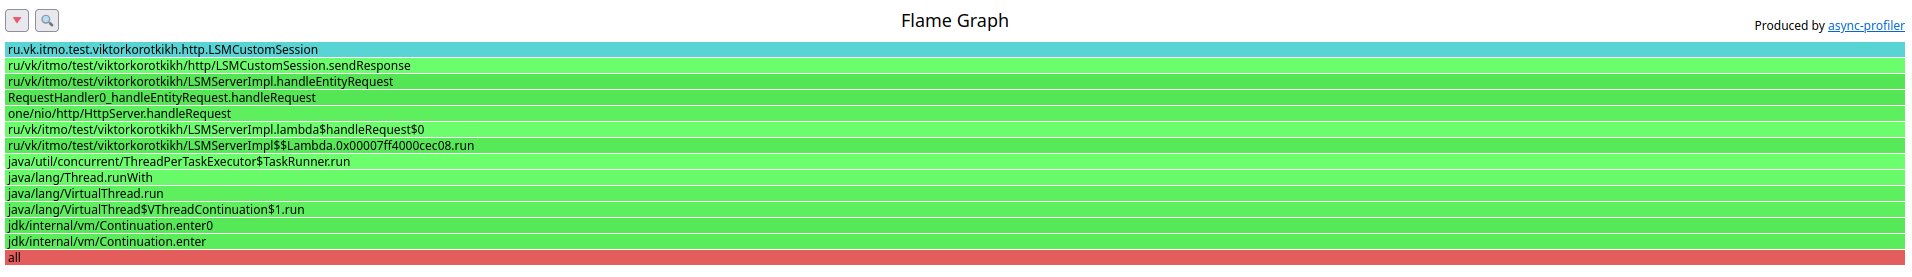 Flame Graph
Produced by async-profiler
ru.vk.itmo.test.viktorkorotkikh.http.LSMCustomSession
ru/vk/itmo/test/viktorkorotkikh/http/LSMCustomSession.sendResponse
ru/vk/itmo/test/viktorkorotkikh/LSMServerImpl.handleEntityRequest
RequestHandler0_handleEntityRequest.handleRequest
one/nio/http/HttpServer.handleRequest
ru/vk/itmo/test/viktorkorotkikh/LSMServerImpl.lambda$handleRequest$0
ru/vk/itmo/test/viktorkorotkikh/LSMServerImpl$$Lambda.0x00007ff4000cec08.run
java/util/concurrent/ThreadPerTaskExecutor$TaskRunner.run
java/lang/Thread.runWith
java/lang/VirtualThread.run
java/lang/VirtualThread$VThreadContinuation$1.run
jdk/internal/vm/Continuation.enter0
jdk/internal/vm/Continuation.enter
all